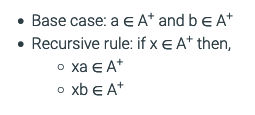 • Base case: a ∈ A⁺ and b ∈ A⁺
• Recursive rule: if x ∈ A⁺ then,
○ xa ∈ A⁺
○ xb ∈ A⁺